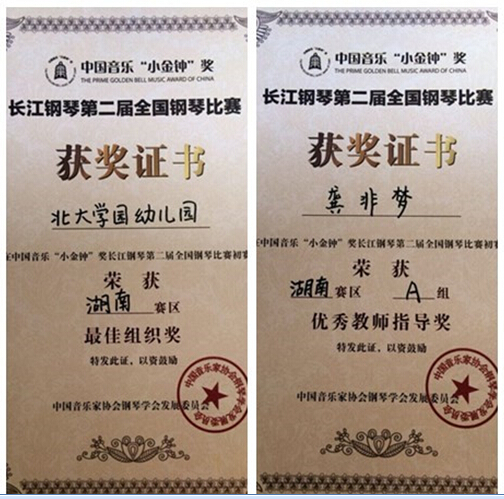 中国音乐“小金钟”奖
THE PRIME GOLDEN BELL MUSIC AWARD OF CHINA
长江钢琴第二届全国钢琴比赛
获奖证书
北大学园幼儿园
在中国音乐“小金钟”奖长江钢琴第二届全国钢琴比赛初赛
荣获
湖南赛区
最佳组织奖
特发此证，以资鼓励
中国音乐家协会钢琴学会发展委员会
中国音乐“小金钟”奖
THE PRIME GOLDEN BELL MUSIC AWARD OF CHINA
长江钢琴第二届全国钢琴比赛
获奖证书
龚非梦
在中国音乐“小金钟”奖长江钢琴第二届全国钢琴比赛初赛
荣获
湖南赛区 A组
优秀教师指导奖
特发此证，以资鼓励
中国音乐家协会钢琴学会发展委员会